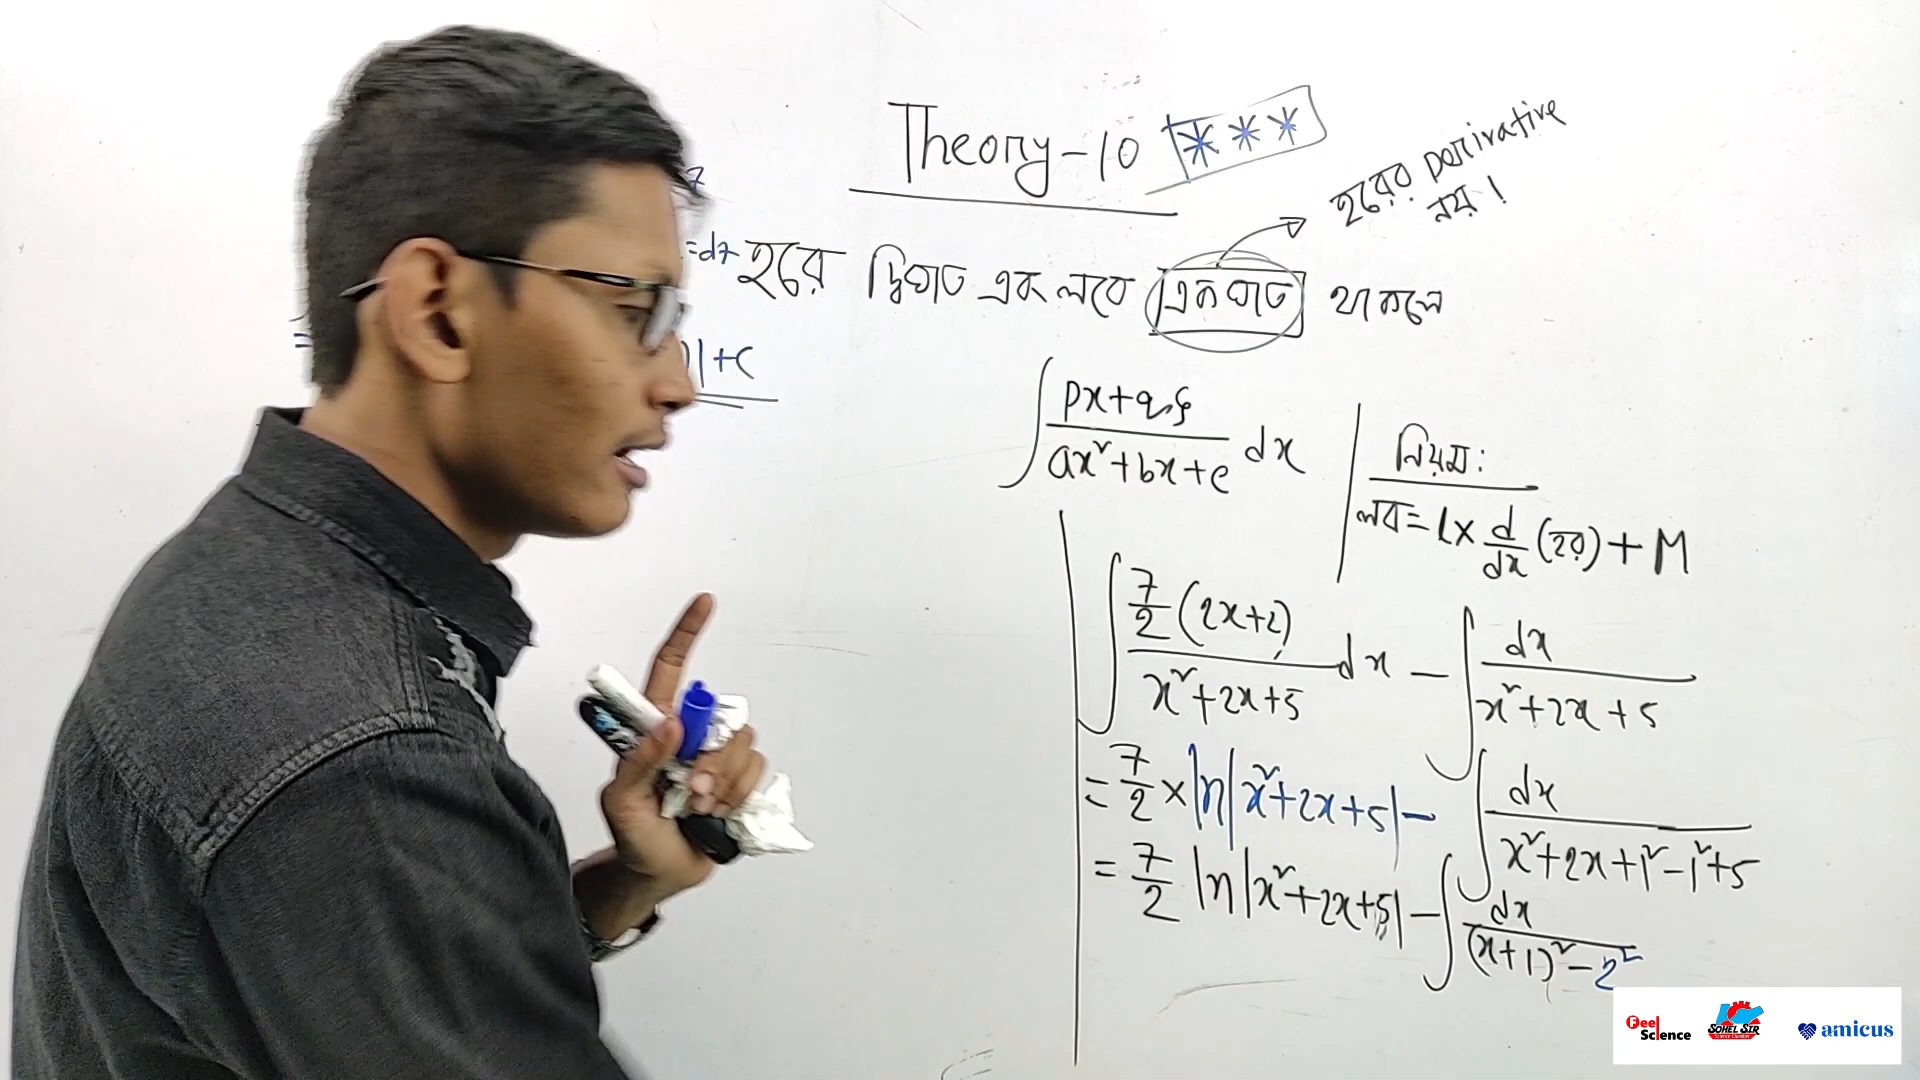 Theory-10 ***
হরের Derivative
নয়।
=dz
হরে দ্বিঘাত এবং লবে একঘাত থাকলে
|+c
∫ px+q / ax²+bx+c dx
নিয়ম:
লব= l× d/dx (হর) + M
∫ 7/2 (2x+2) / x²+2x+5 dx − ∫ dx / x²+2x+5
= 7/2 × ln|x²+2x+5| − ∫ dx / x²+2x+1²−1²+5
= 7/2 ln|x²+2x+5| − ∫ dx / (x+1)²−2²
Feel Science
SOHEL SIR
amicus